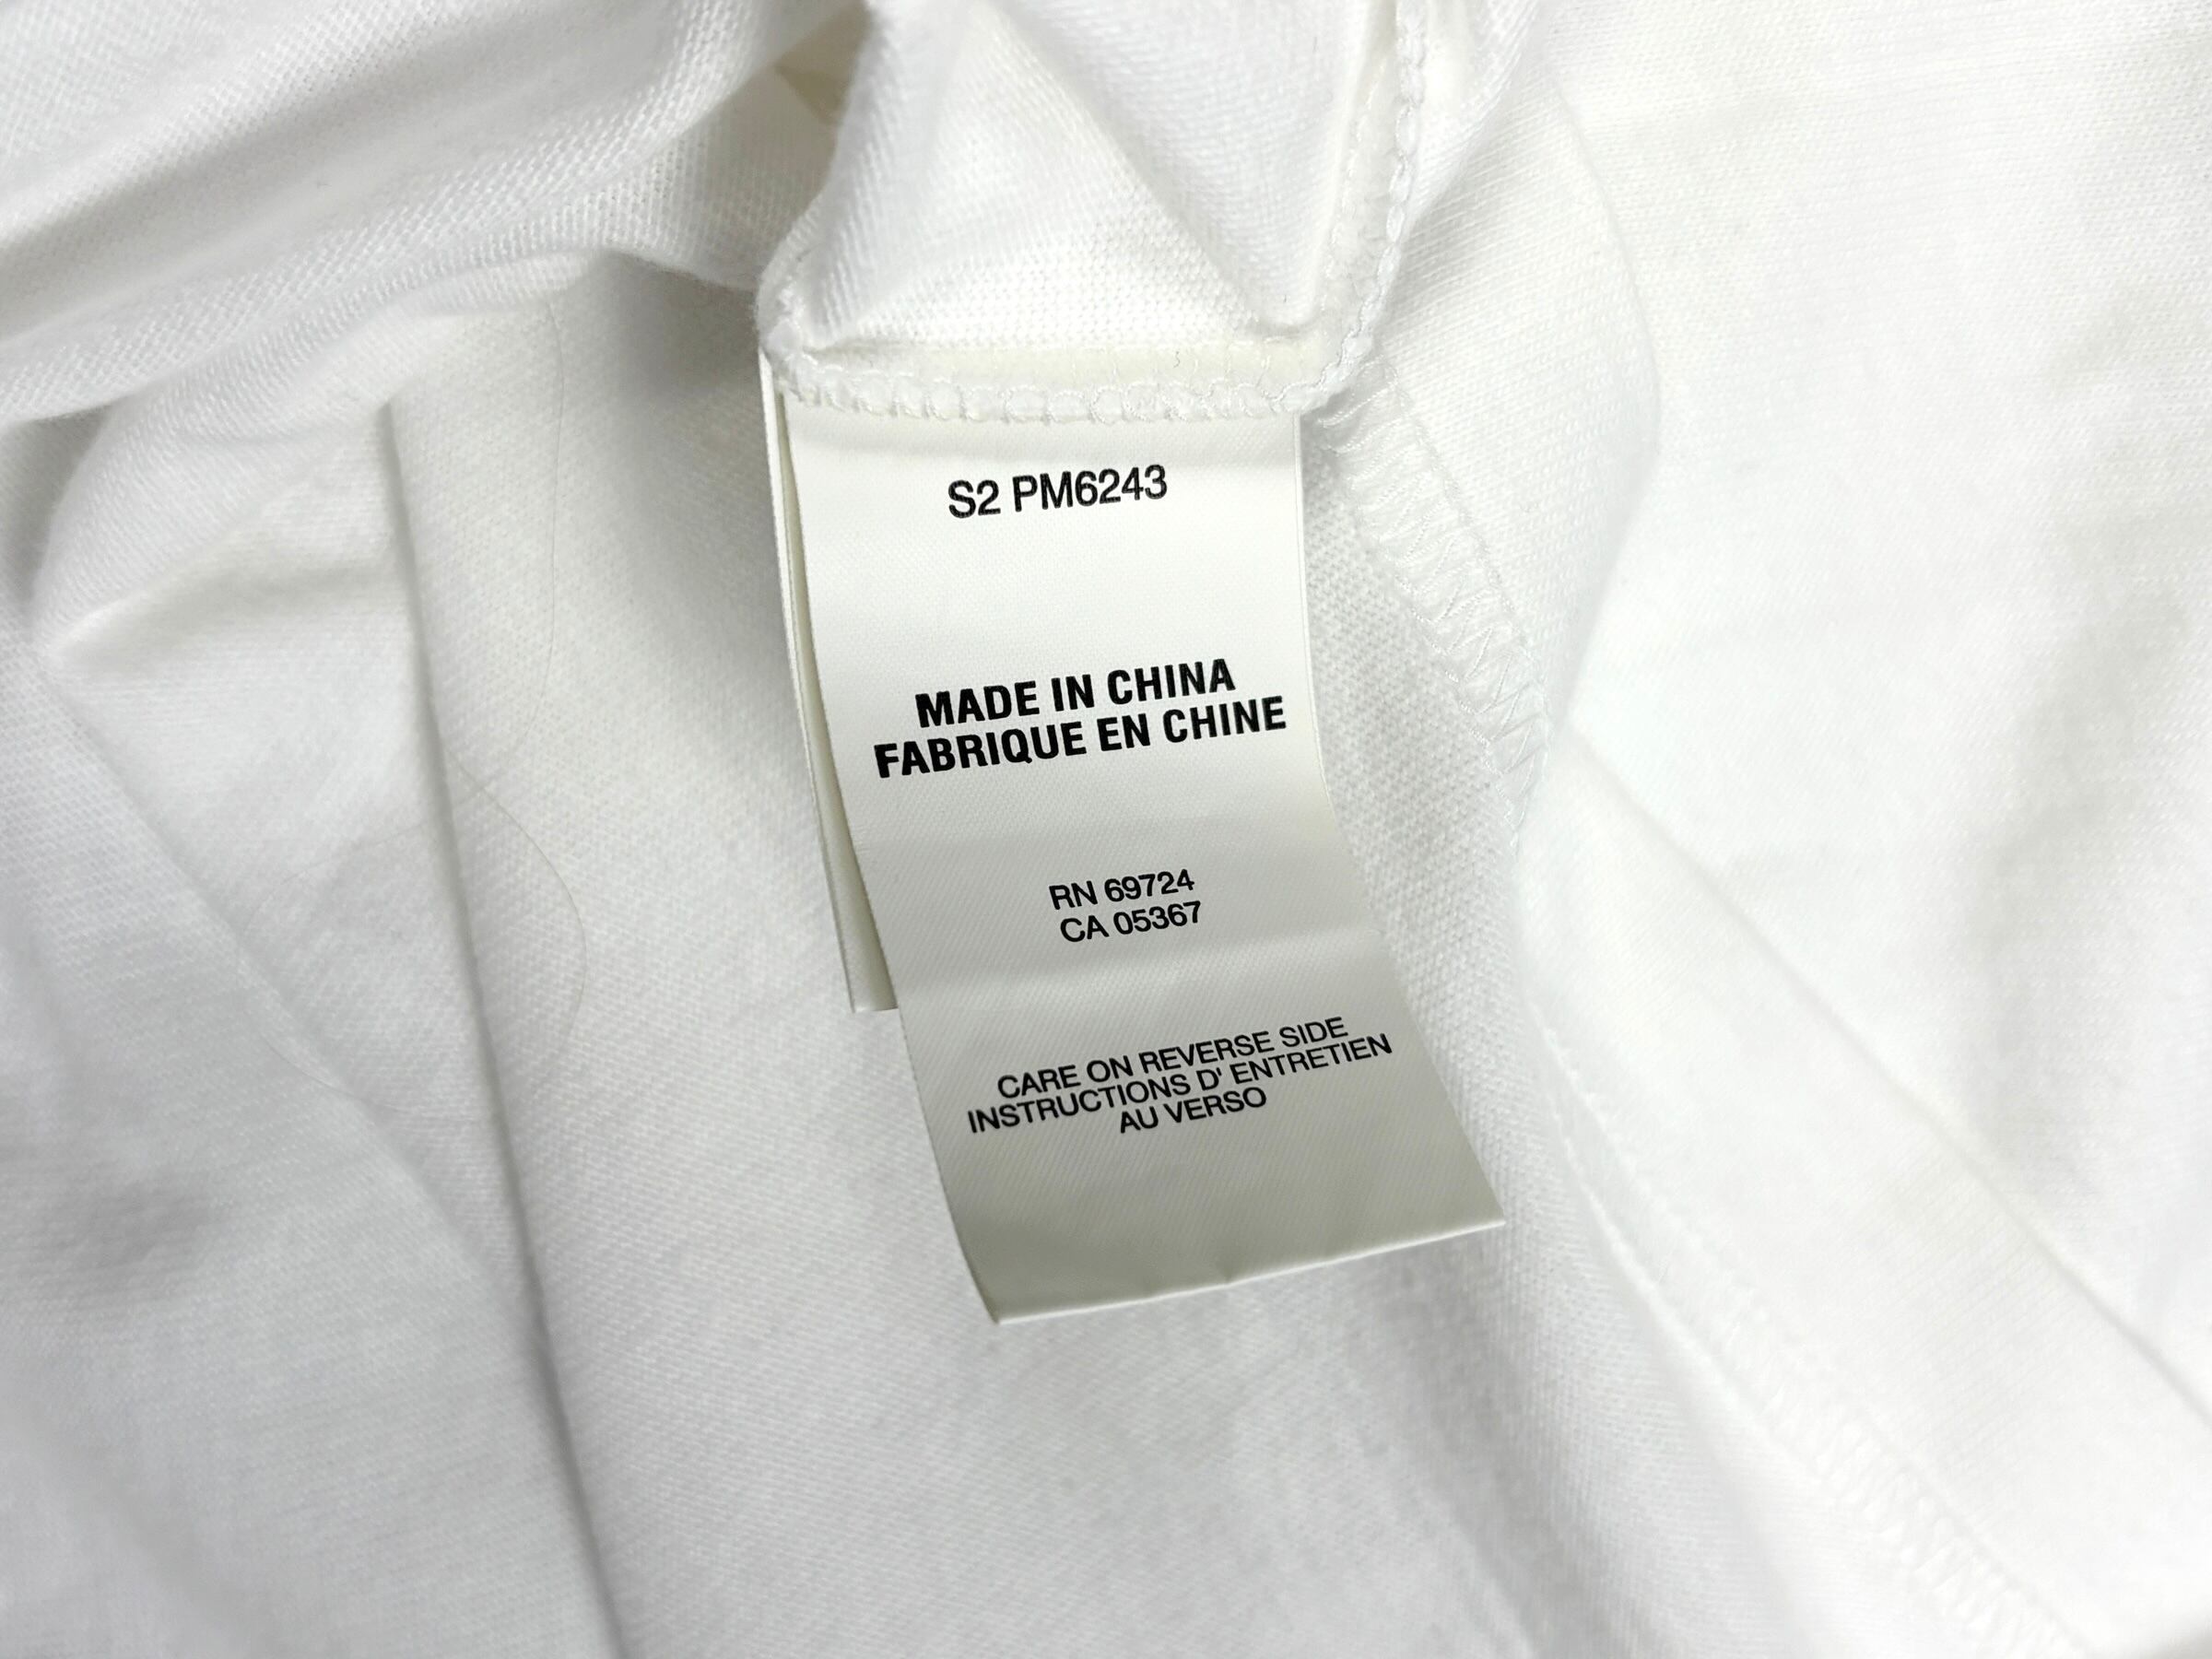 S2 PM6243
MADE IN CHINA
FABRIQUE EN CHINE
RN 69724
CA 05367
CARE ON REVERSE SIDE
INSTRUCTIONS D' ENTRETIEN
AU VERSO